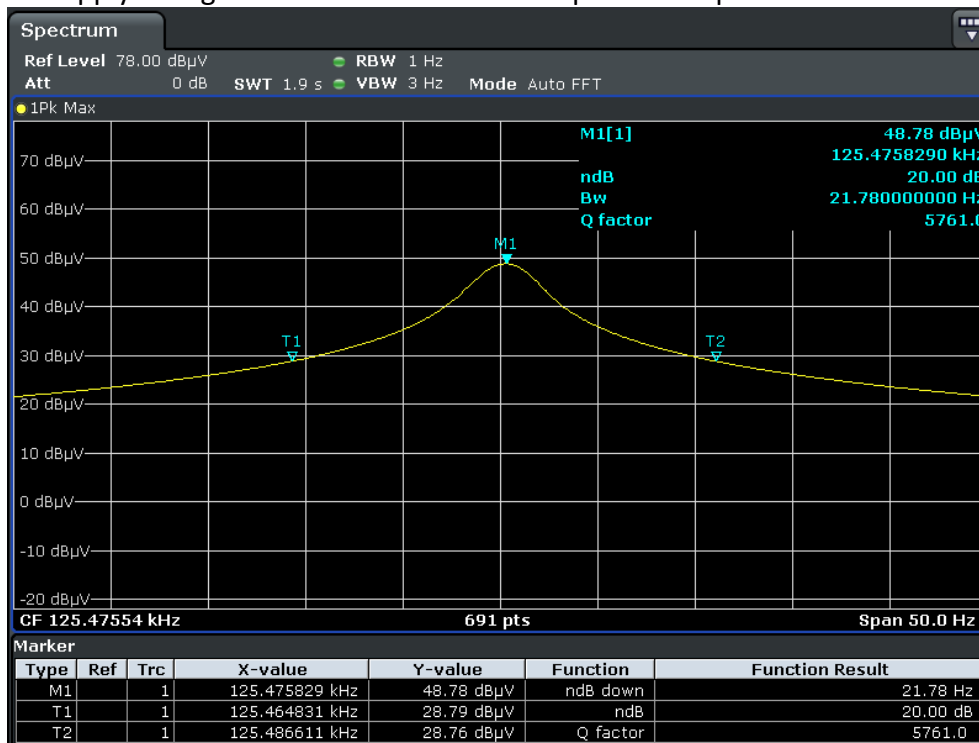 Spectrum
Ref Level 78.00 dBµV RBW 1 Hz
Att 0 dB SWT 1.9 s VBW 3 Hz Mode Auto FFT
1Pk Max
M1[1] 48.78 dBµV
125.4758290 kHz
ndB 20.00 dB
Bw 21.780000000 Hz
Q factor 5761.0
70 dBµV
60 dBµV
M1
50 dBµV
40 dBµV
T1
T2
30 dBµV
20 dBµV
10 dBµV
0 dBµV
-10 dBµV
-20 dBµV
CF 125.47554 kHz 691 pts Span 50.0 Hz
Marker
Type Ref Trc X-value Y-value Function Function Result
M1 1 125.475829 kHz 48.78 dBµV ndB down 21.78 Hz
T1 1 125.464831 kHz 28.79 dBµV ndB 20.00 dB
T2 1 125.486611 kHz 28.76 dBµV Q factor 5761.0